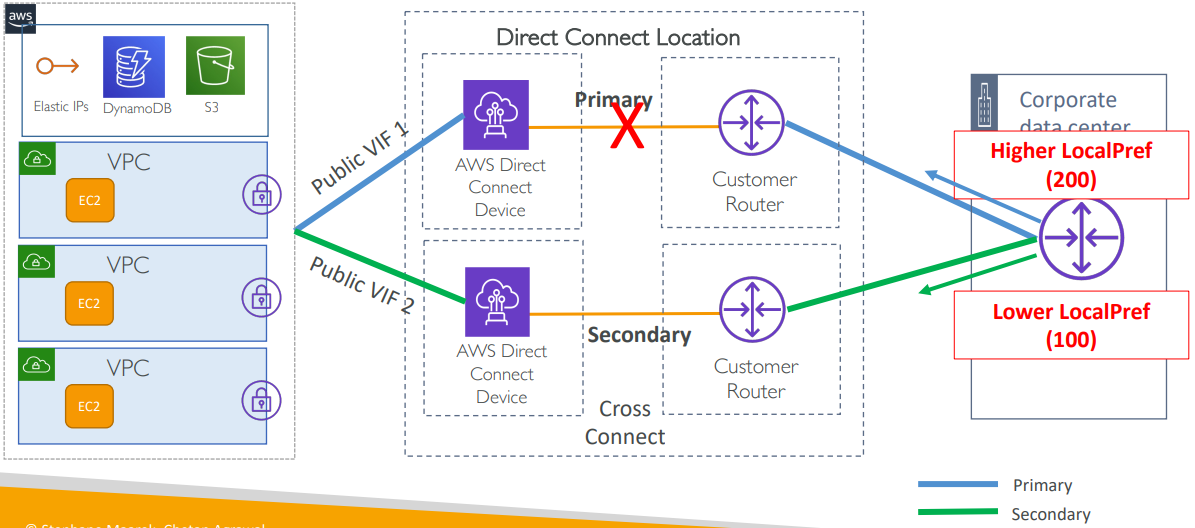 aws
Elastic IPs
DynamoDB
S3
VPC
EC2
VPC
EC2
VPC
EC2
Public VIF 1
Public VIF 2
Direct Connect Location
Primary
X
AWS Direct
Connect
Device
Customer
Router
Secondary
AWS Direct
Connect
Device
Customer
Router
Cross
Connect
Corporate
data center
Higher LocalPref
(200)
Lower LocalPref
(100)
Primary
Secondary
© Stephane Maarek, Chetan Agrawal